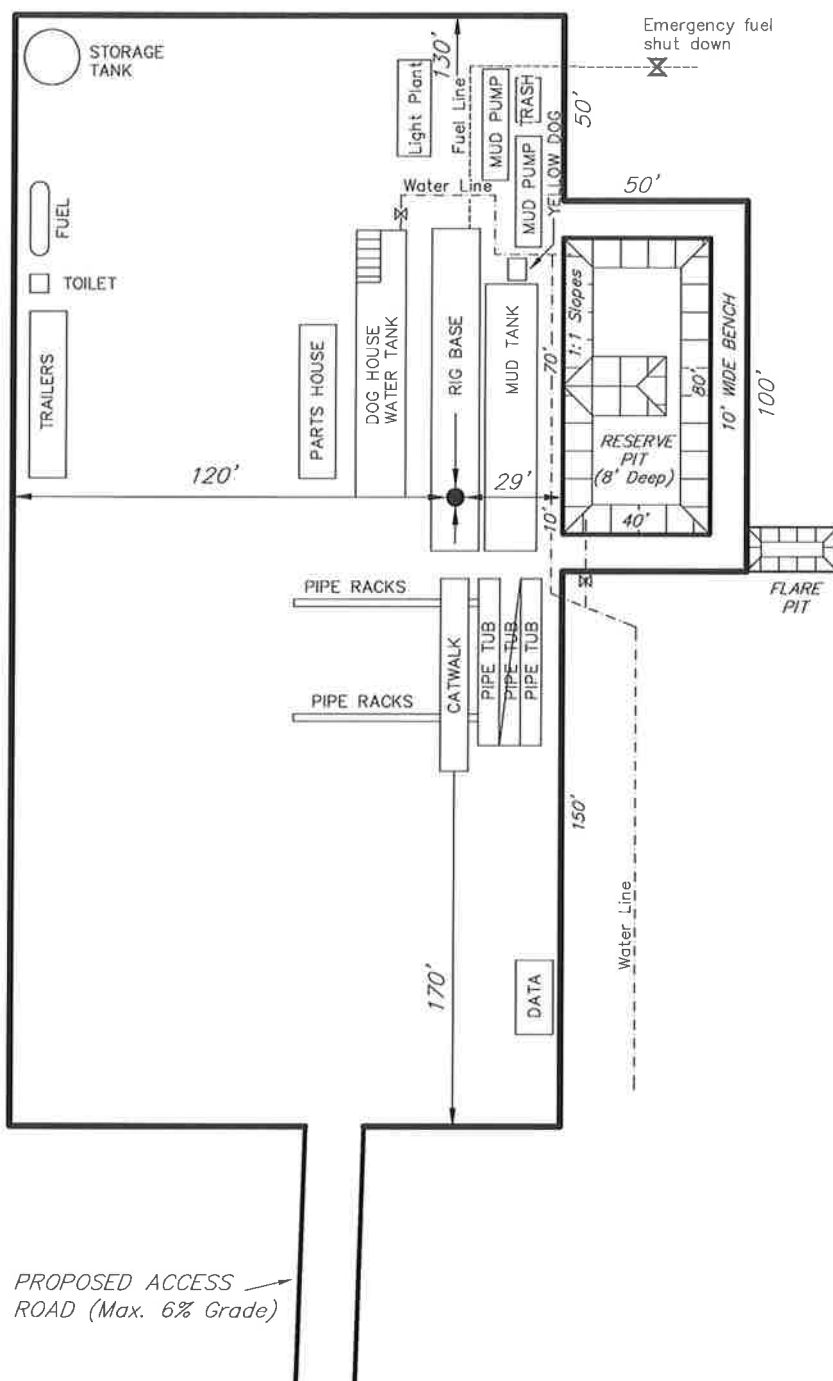 Emergency fuel
shut down
STORAGE
TANK
130'
Light Plant
Fuel Line
MUD PUMP
TRASH
50'
MUD PUMP
YELLOW DOG
Water Line
50'
FUEL
TOILET
TRAILERS
PARTS HOUSE
DOG HOUSE
WATER TANK
RIG BASE
MUD TANK
70'
1:1 Slopes
80'
10' WIDE BENCH
100'
RESERVE
PIT
(8' Deep)
120'
29'
10'
40'
FLARE
PIT
PIPE RACKS
CATWALK
PIPE TUB
PIPE TUB
PIPE TUB
PIPE RACKS
150'
Water Line
170'
DATA
PROPOSED ACCESS
ROAD (Max. 6% Grade)